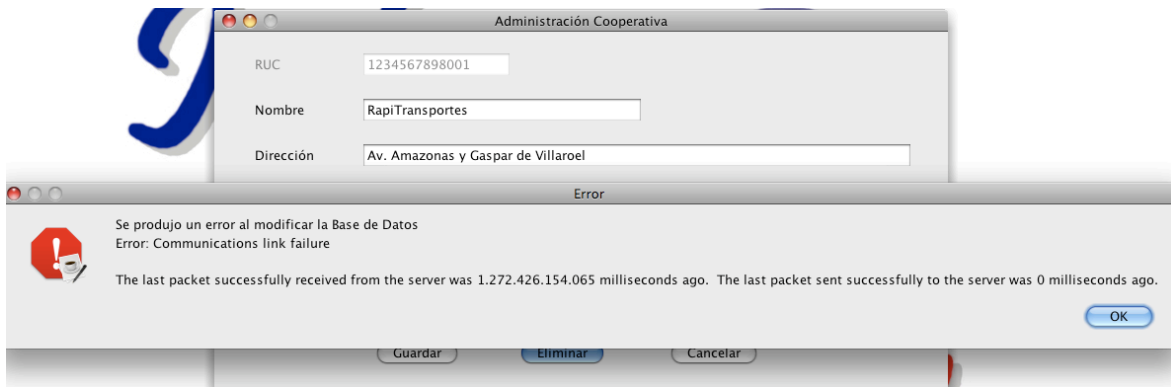 Administración Cooperativa
RUC 1234567898001
Nombre RapiTransportes
Dirección Av. Amazonas y Gaspar de Villaroel
Error
Se produjo un error al modificar la Base de Datos
Error: Communications link failure
The last packet successfully received from the server was 1.272.426.154.065 milliseconds ago.  The last packet sent successfully to the server was 0 milliseconds ago.
OK
Guardar Eliminar Cancelar